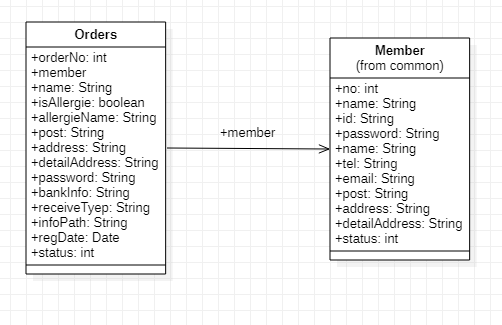 Orders
+orderNo: int
+member
+name: String
+isAllergie: boolean
+allergieName: String
+post: String
+address: String
+detailAddress: String
+password: String
+bankInfo: String
+receiveTyep: String
+infoPath: String
+regDate: Date
+status: int
+member
Member
(from common)
+no: int
+name: String
+id: String
+password: String
+name: String
+tel: String
+email: String
+post: String
+address: String
+detailAddress: String
+status: int